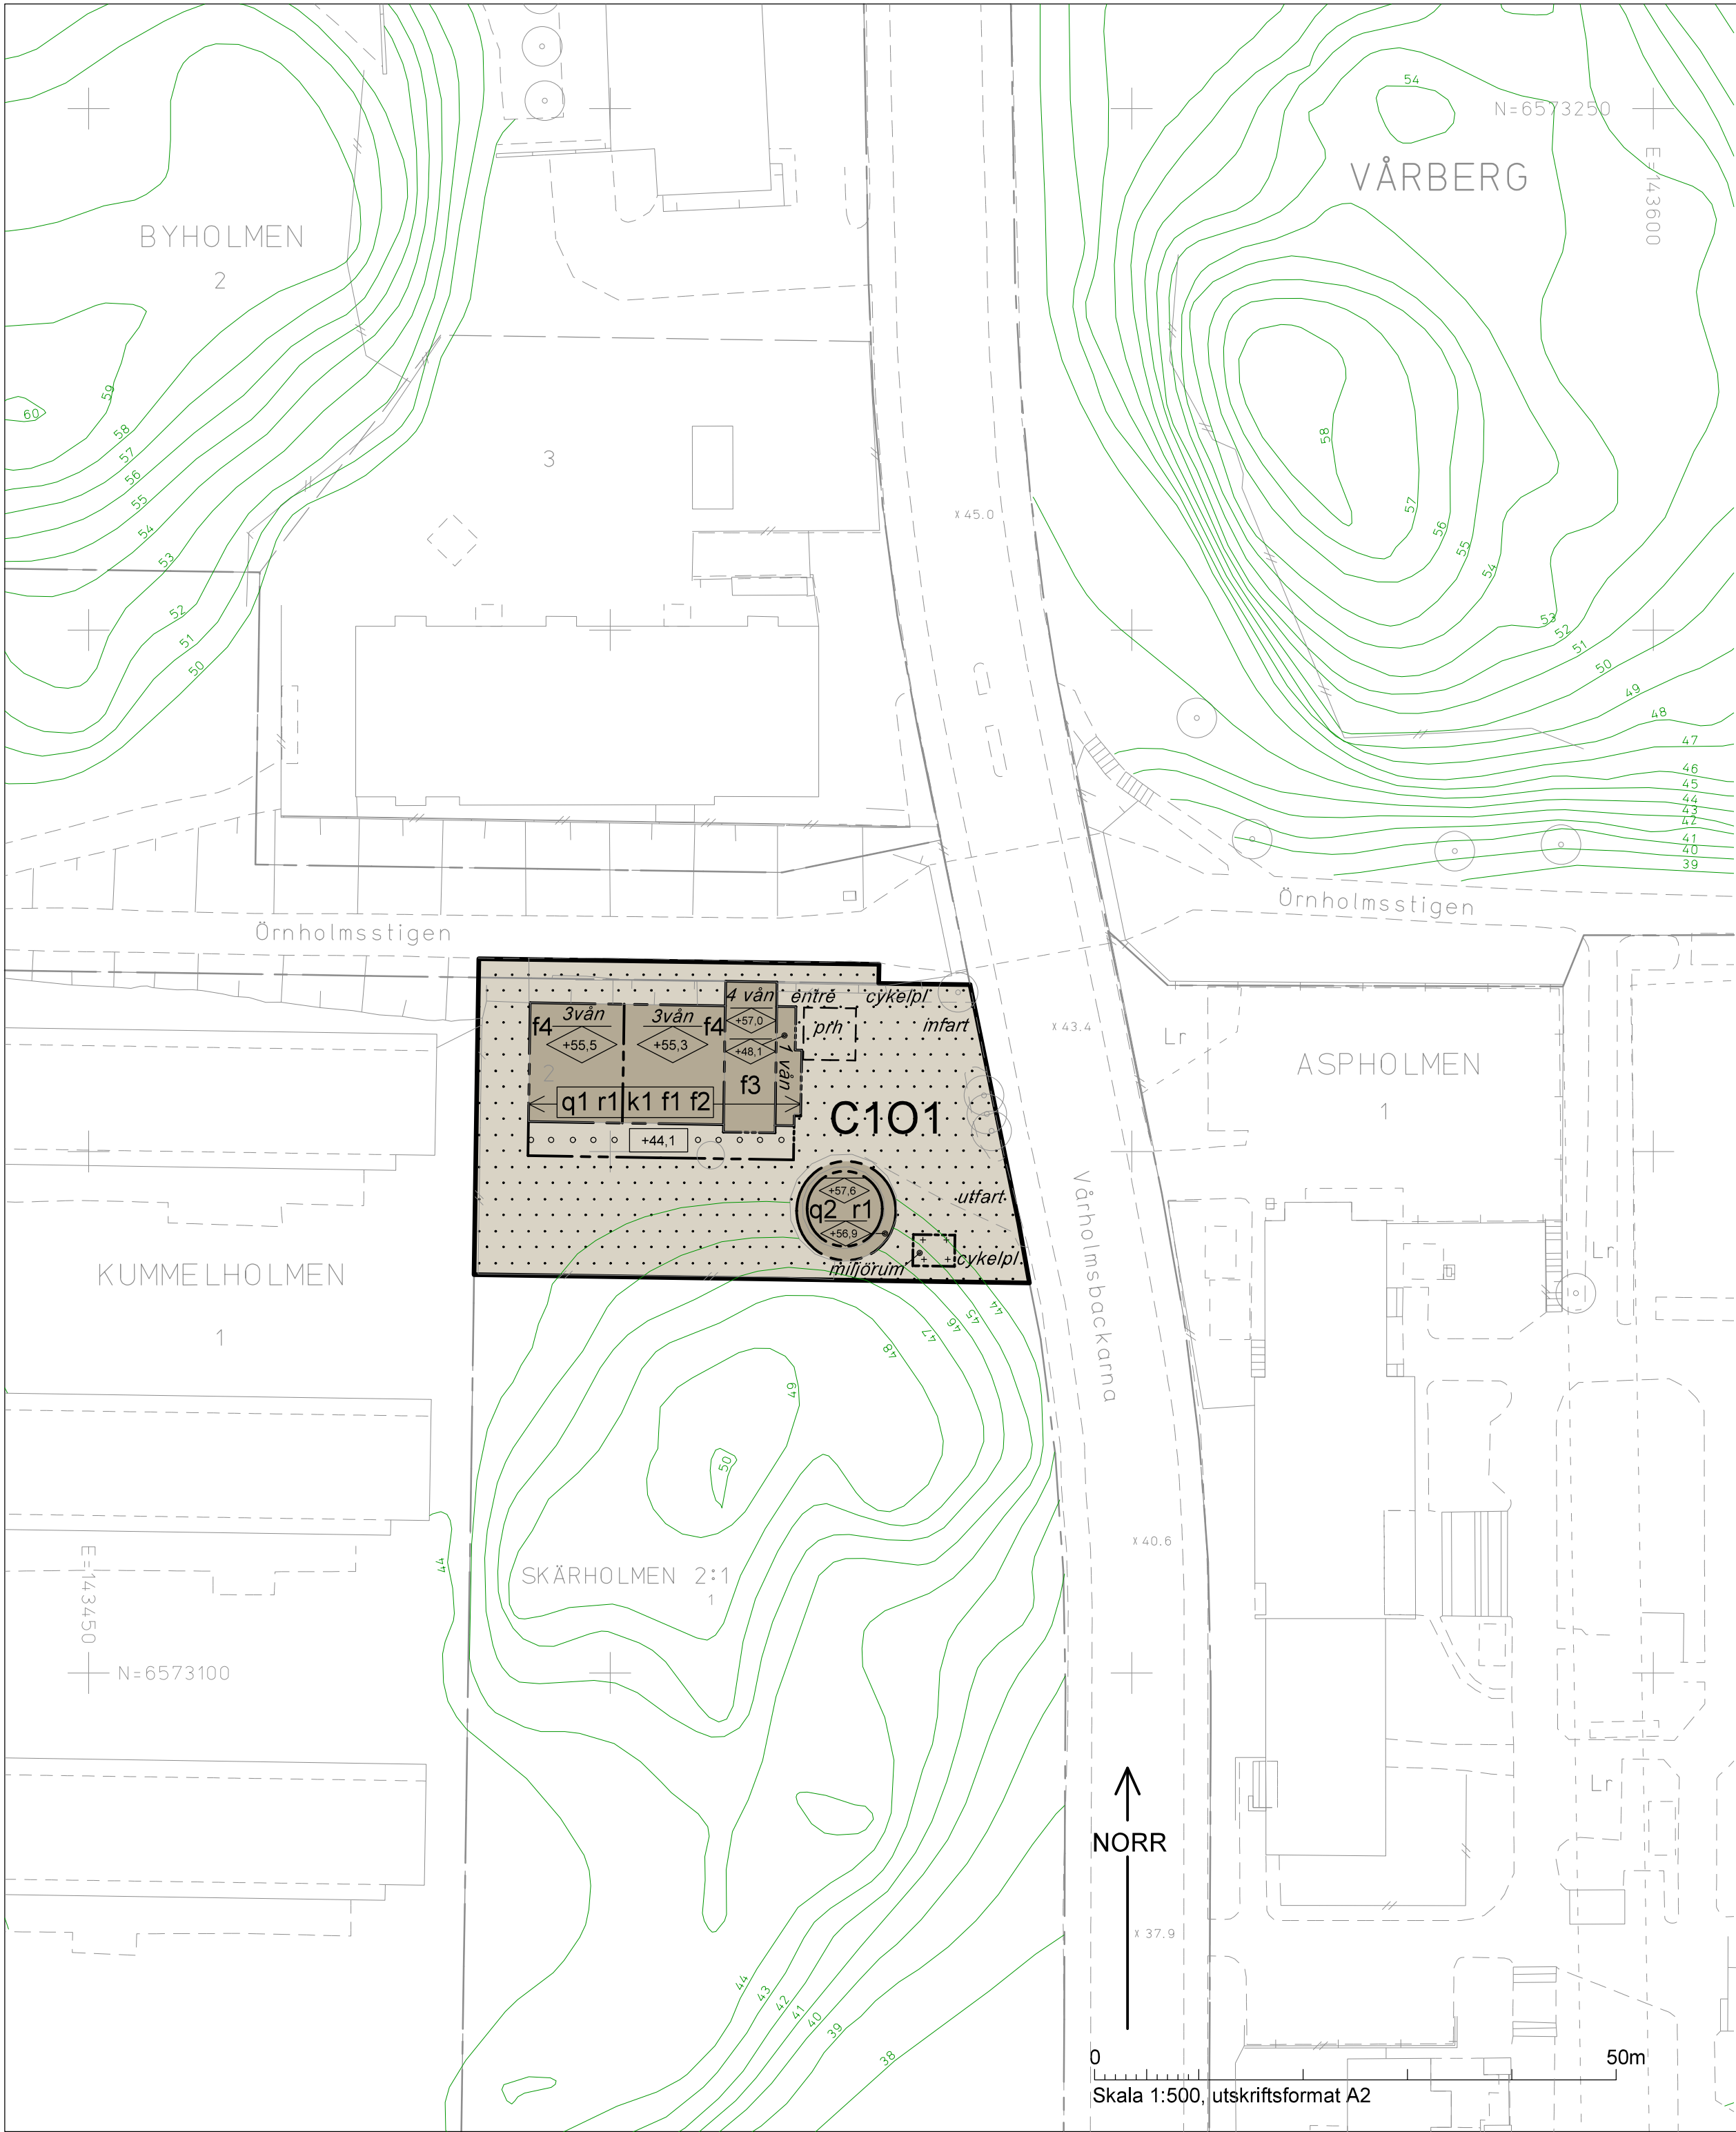 54
N=6573250
VÅRBERG
E=143600
BYHOLMEN
2
59
60
58
57
56
55
54
53
52
51
50
3
x 45.0
58
57
56
55
54
53
52
51
50
49
48
47
46
45
44
43
42
41
40
39
Örnholmsstigen
Örnholmsstigen
4 vån
entré
cykelpl
+57,0
3vån
3vån
f4
f4
+55,5
+55,3
prh
infart
+48,1
1 vån
x 43.4
Lr
ASPHOLMEN
1
2
f3
q1 r1
k1 f1 f2
C1O1
+44,1
+57,6
q2 r1
+56,9
utfart
miljörum
cykelpl
Vårholmsbackarna
Lr
KUMMELHOLMEN
1
44
45
46
47
48
49
50
44
x 40.6
SKÄRHOLMEN 2:1
1
E=143450
N=6573100
NORR
Lr
x 37.9
44
43
42
41
40
39
38
0
50m
Skala 1:500, utskriftsformat A2